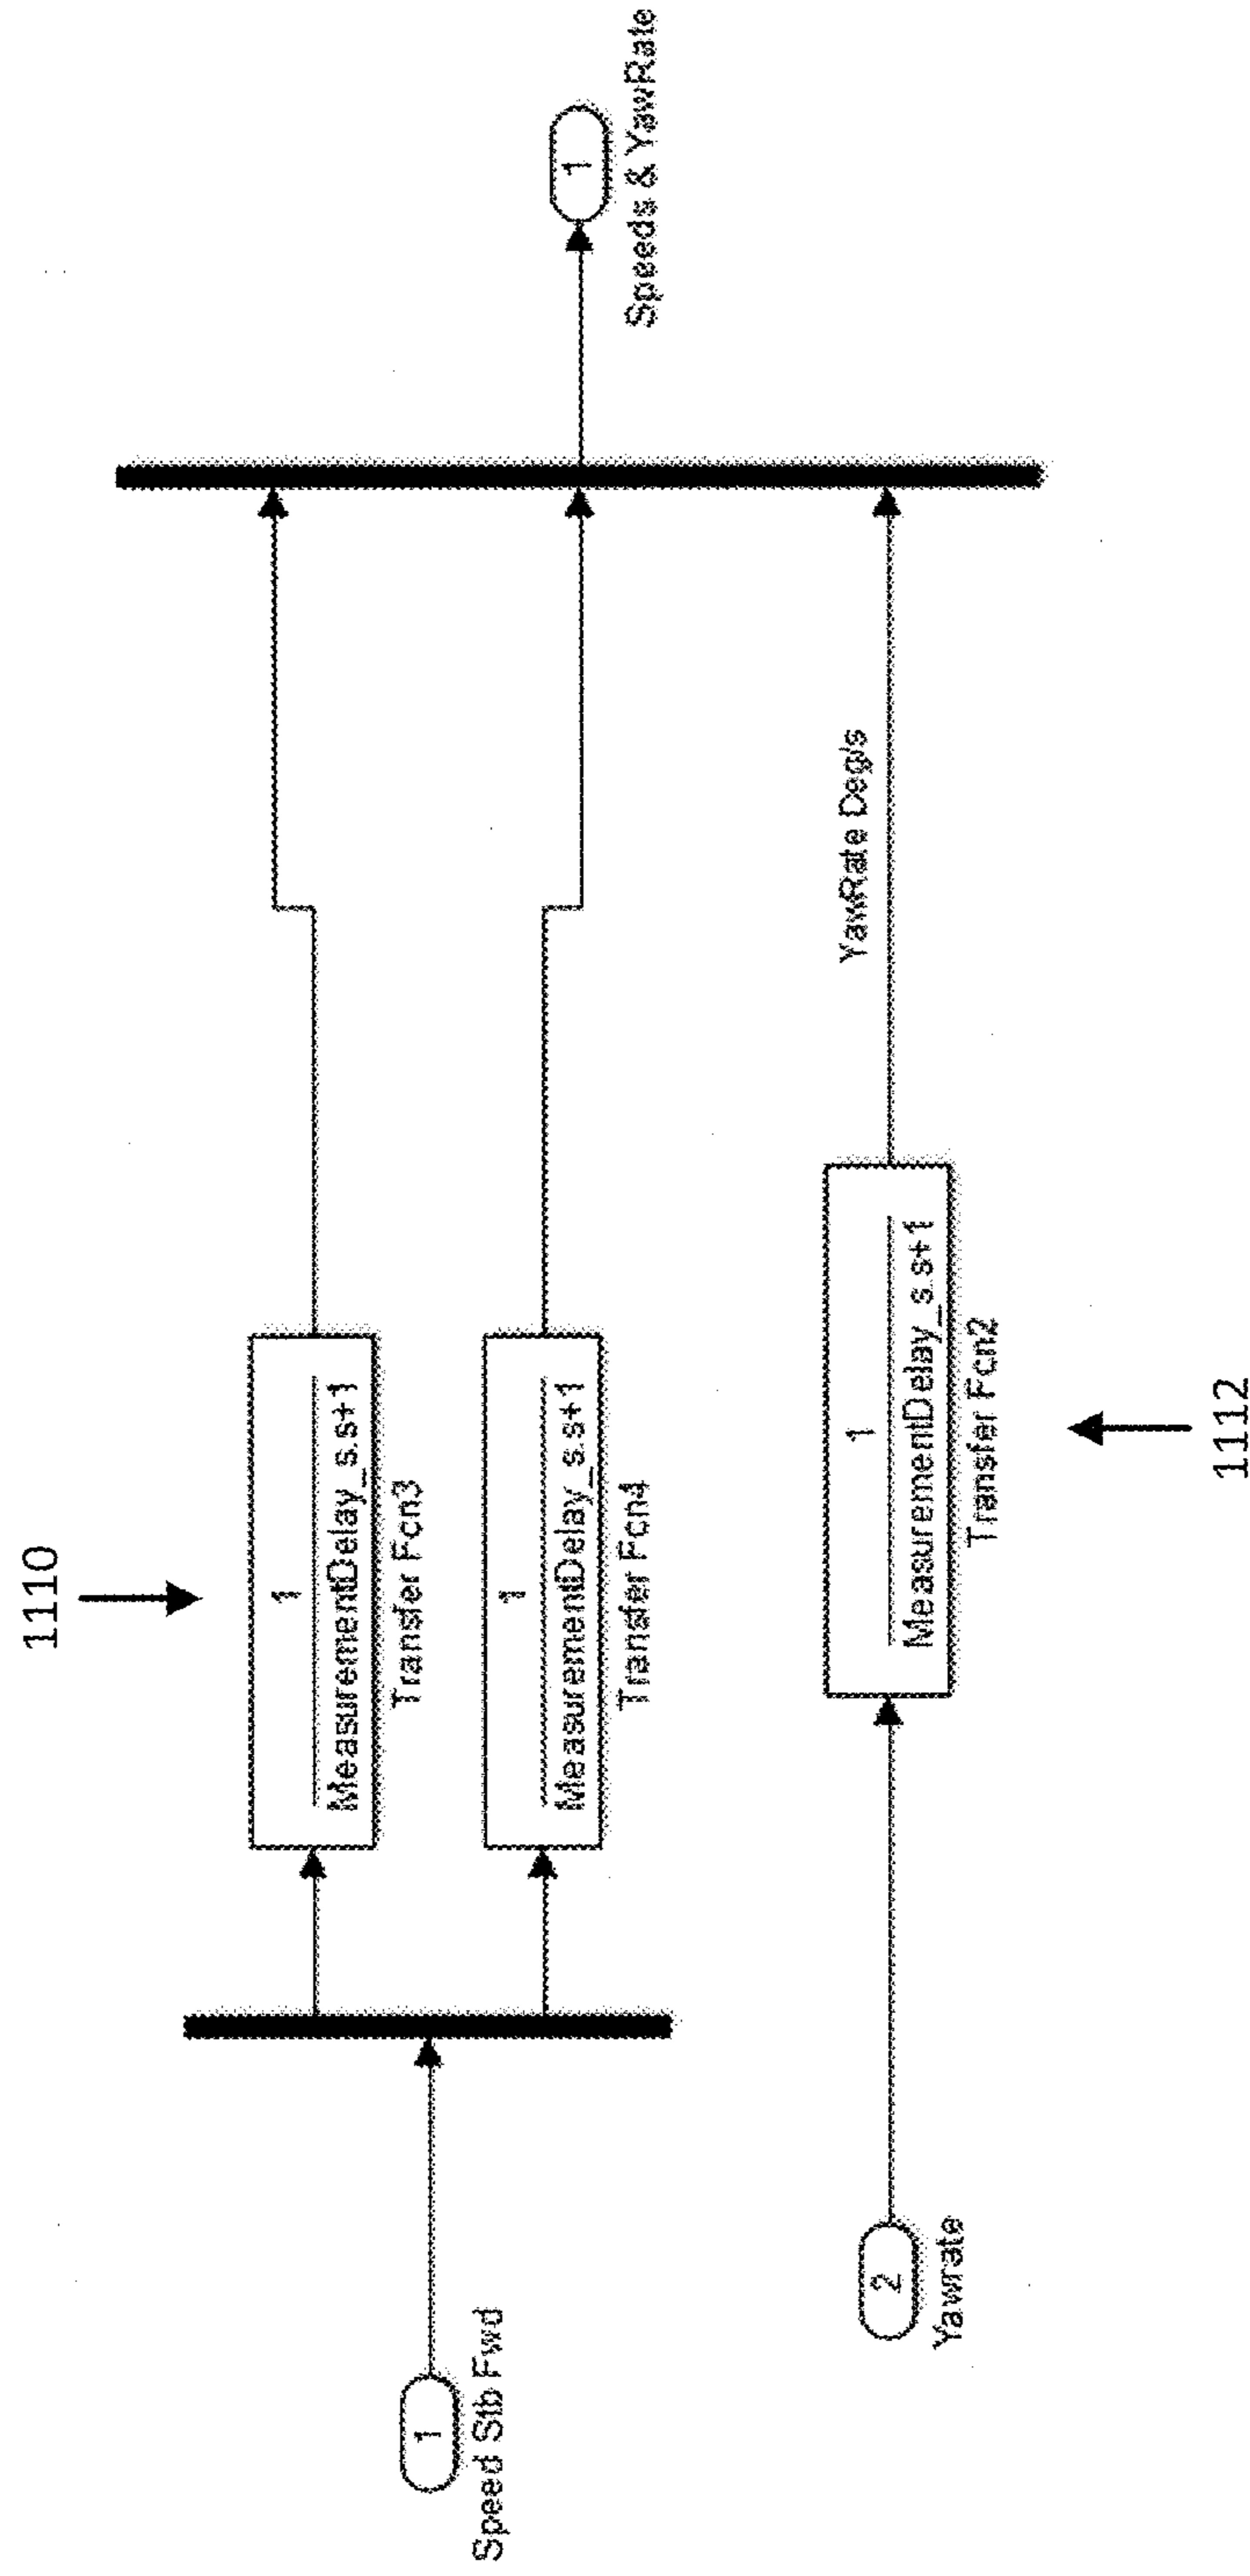 1110
1
MeasurementDelay_s.s+1
Transfer Fcn3
1
Speed Stb Fwd
1
MeasurementDelay_s.s+1
Transfer Fcn4
1
Speeds & YawRate
2
Yawrate
1
MeasurementDelay_s.s+1
Transfer Fcn2
YawRate Deg/s
1112